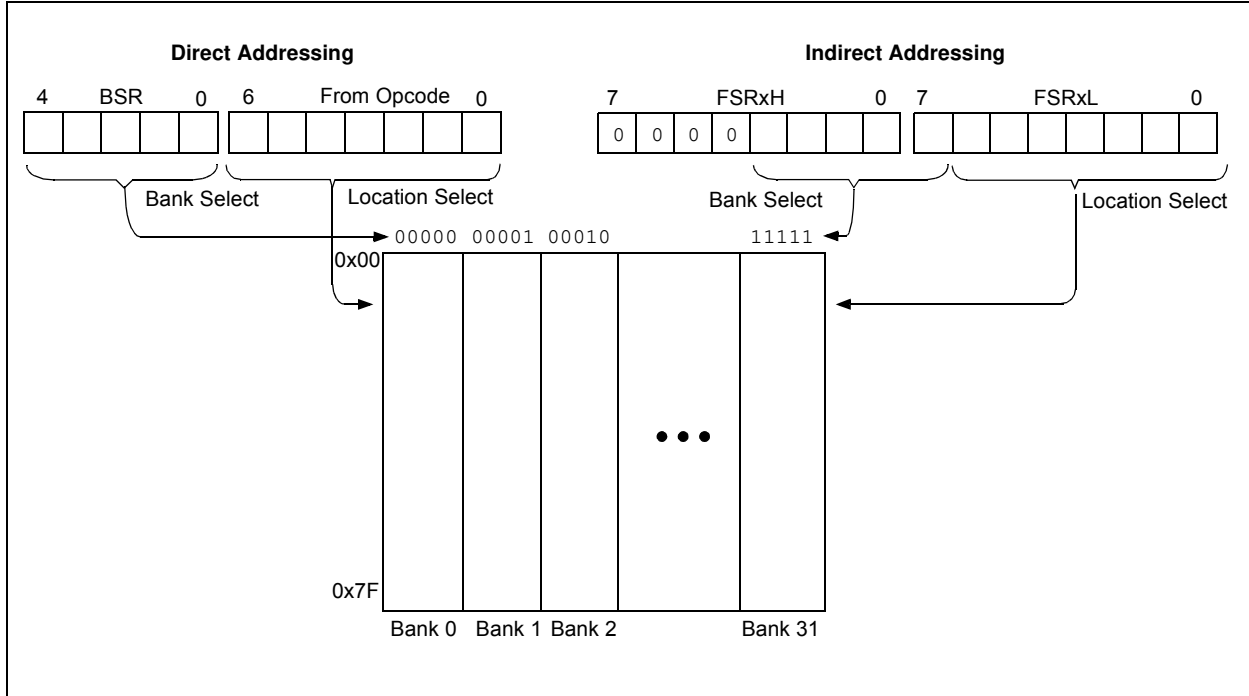 Direct Addressing
Indirect Addressing
4 BSR 0 6 From Opcode 0
7 FSRxH 0 7 FSRxL 0
0 0 0 0
Bank Select
Location Select
Bank Select
Location Select
00000 00001 00010 11111
0x00
0x7F
Bank 0 Bank 1 Bank 2 Bank 31